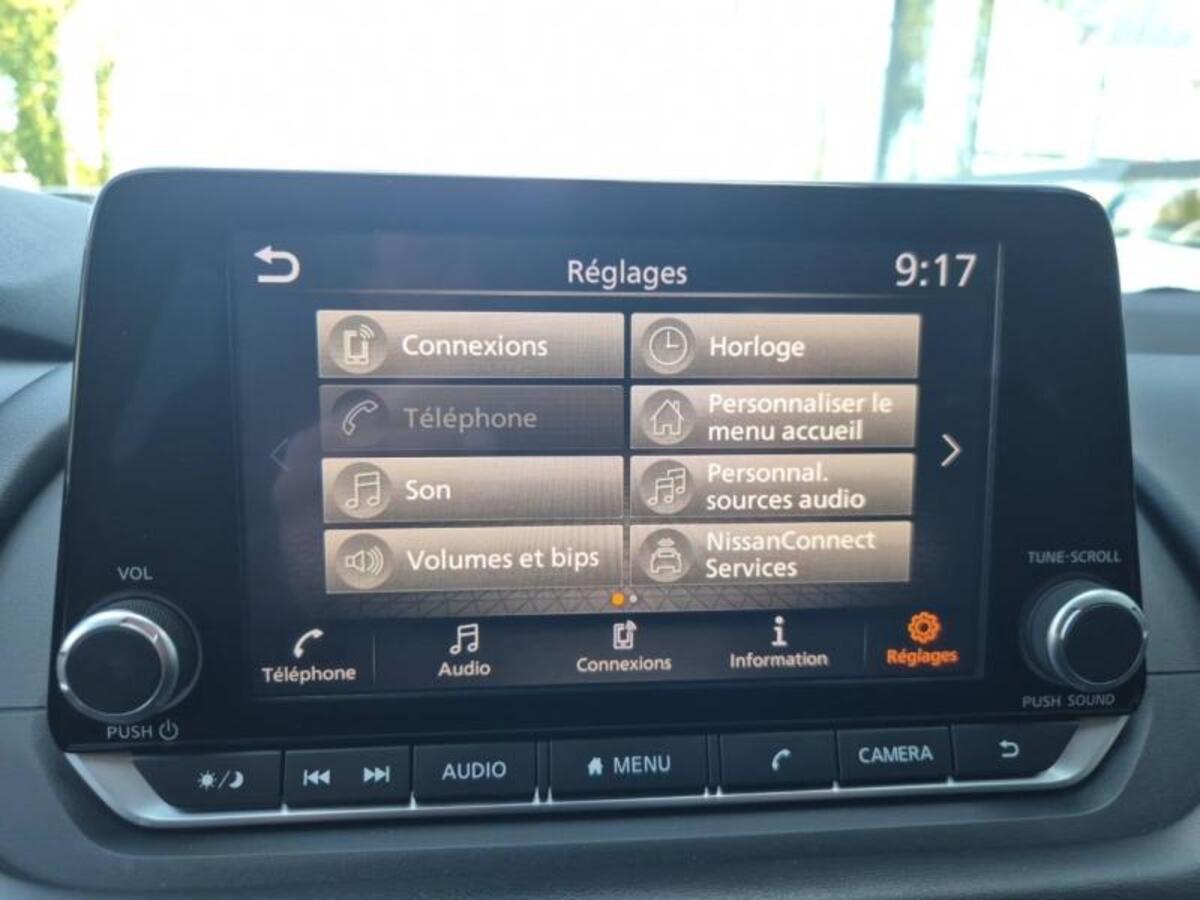 Réglages
9:17
Connexions
Horloge
Téléphone
Personnaliser le
menu accueil
Son
Personnal.
sources audio
Volumes et bips
NissanConnect
Services
Téléphone
Audio
Connexions
Information
Réglages
VOL
PUSH
TUNE·SCROLL
PUSH SOUND
AUDIO
MENU
CAMERA